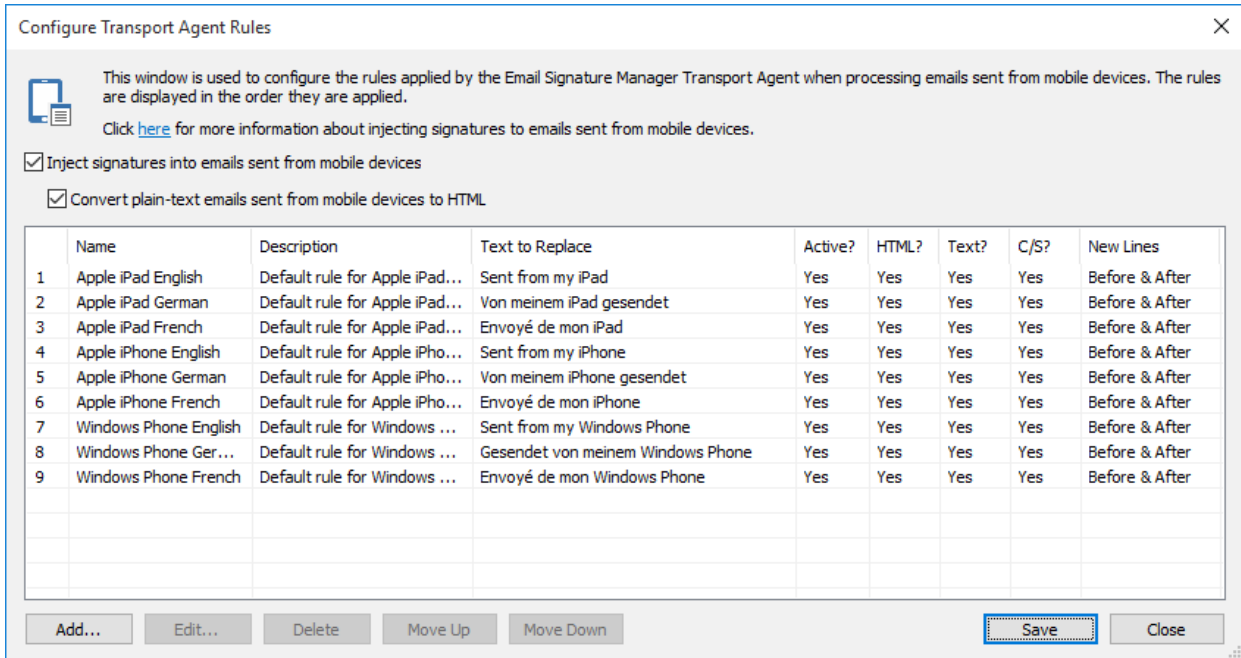 Configure Transport Agent Rules
This window is used to configure the rules applied by the Email Signature Manager Transport Agent when processing emails sent from mobile devices. The rules
are displayed in the order they are applied.
Click here for more information about injecting signatures to emails sent from mobile devices.
Inject signatures into emails sent from mobile devices
Convert plain-text emails sent from mobile devices to HTML
Name Description Text to Replace Active? HTML? Text? C/S? New Lines
1 Apple iPad English Default rule for Apple iPad... Sent from my iPad Yes Yes Yes Yes Before & After
2 Apple iPad German Default rule for Apple iPad... Von meinem iPad gesendet Yes Yes Yes Yes Before & After
3 Apple iPad French Default rule for Apple iPad... Envoyé de mon iPad Yes Yes Yes Yes Before & After
4 Apple iPhone English Default rule for Apple iPho... Sent from my iPhone Yes Yes Yes Yes Before & After
5 Apple iPhone German Default rule for Apple iPho... Von meinem iPhone gesendet Yes Yes Yes Yes Before & After
6 Apple iPhone French Default rule for Apple iPho... Envoyé de mon iPhone Yes Yes Yes Yes Before & After
7 Windows Phone English Default rule for Windows ... Sent from my Windows Phone Yes Yes Yes Yes Before & After
8 Windows Phone Ger... Default rule for Windows ... Gesendet von meinem Windows Phone Yes Yes Yes Yes Before & After
9 Windows Phone French Default rule for Windows ... Envoyé de mon Windows Phone Yes Yes Yes Yes Before & After
Add... Edit... Delete Move Up Move Down Save Close